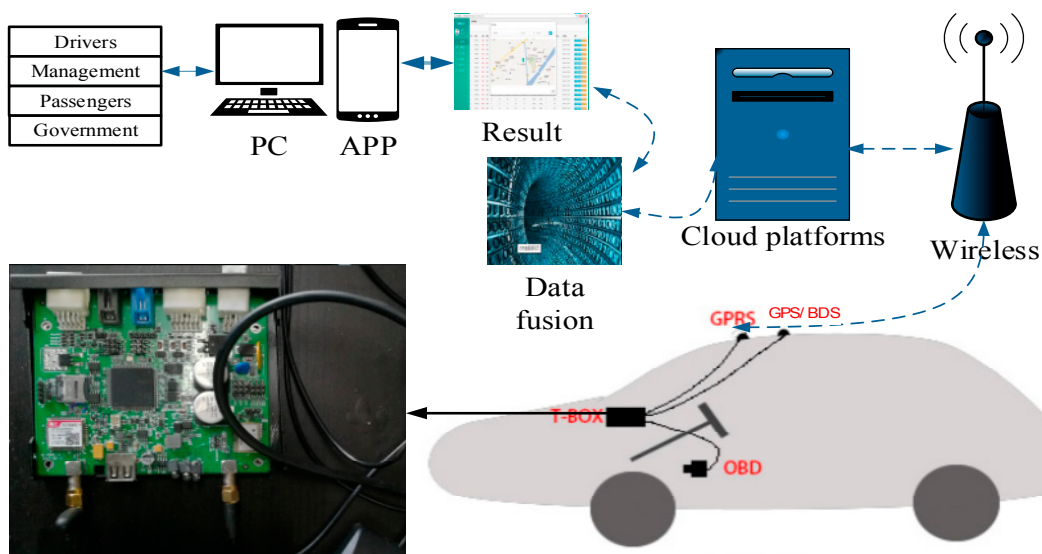 Drivers
Management
Passengers
Government
PC
APP
Result
Data
fusion
Cloud platforms
Wireless
GPRS
GPS/ BDS
T-BOX
OBD